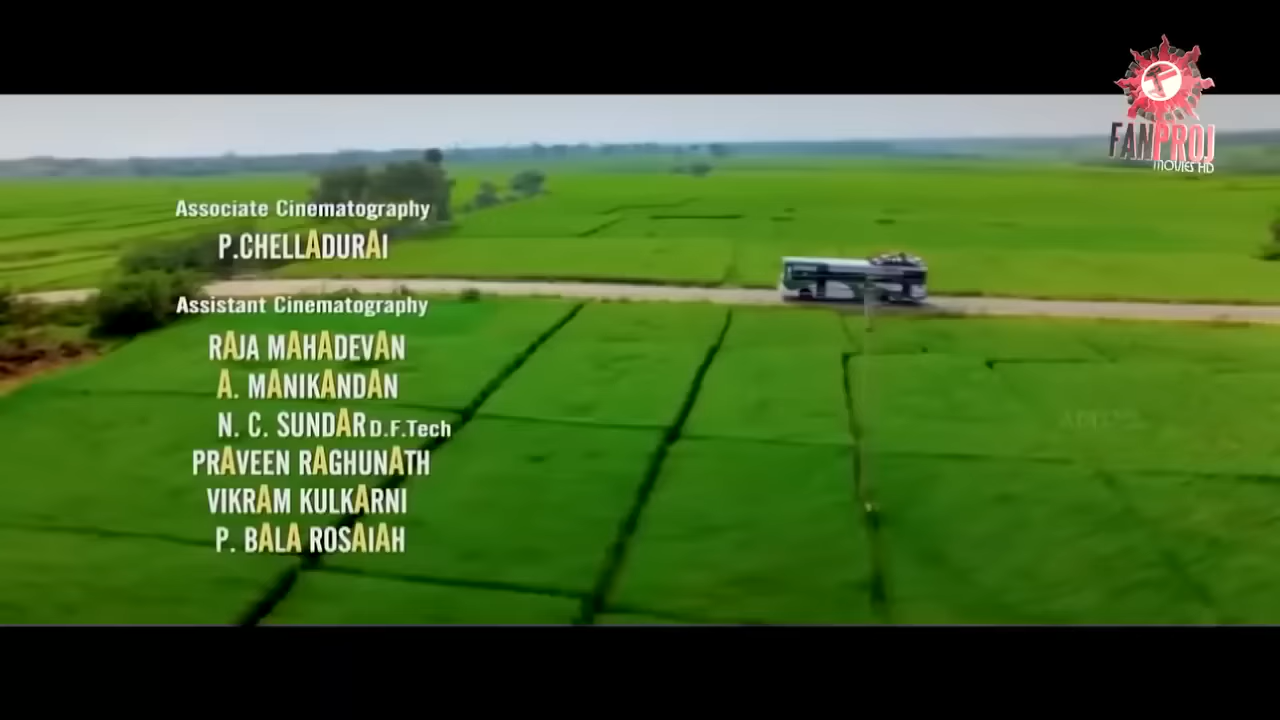 FANPROJ
MOVIES HD
Associate Cinematography
P.CHELLADURAI
Assistant Cinematography
RAJA MAHADEVAN
A. MANIKANDAN
N. C. SUNDAR D.F.Tech
PRAVEEN RAGHUNATH
VIKRAM KULKARNI
P. BALA ROSAIAH